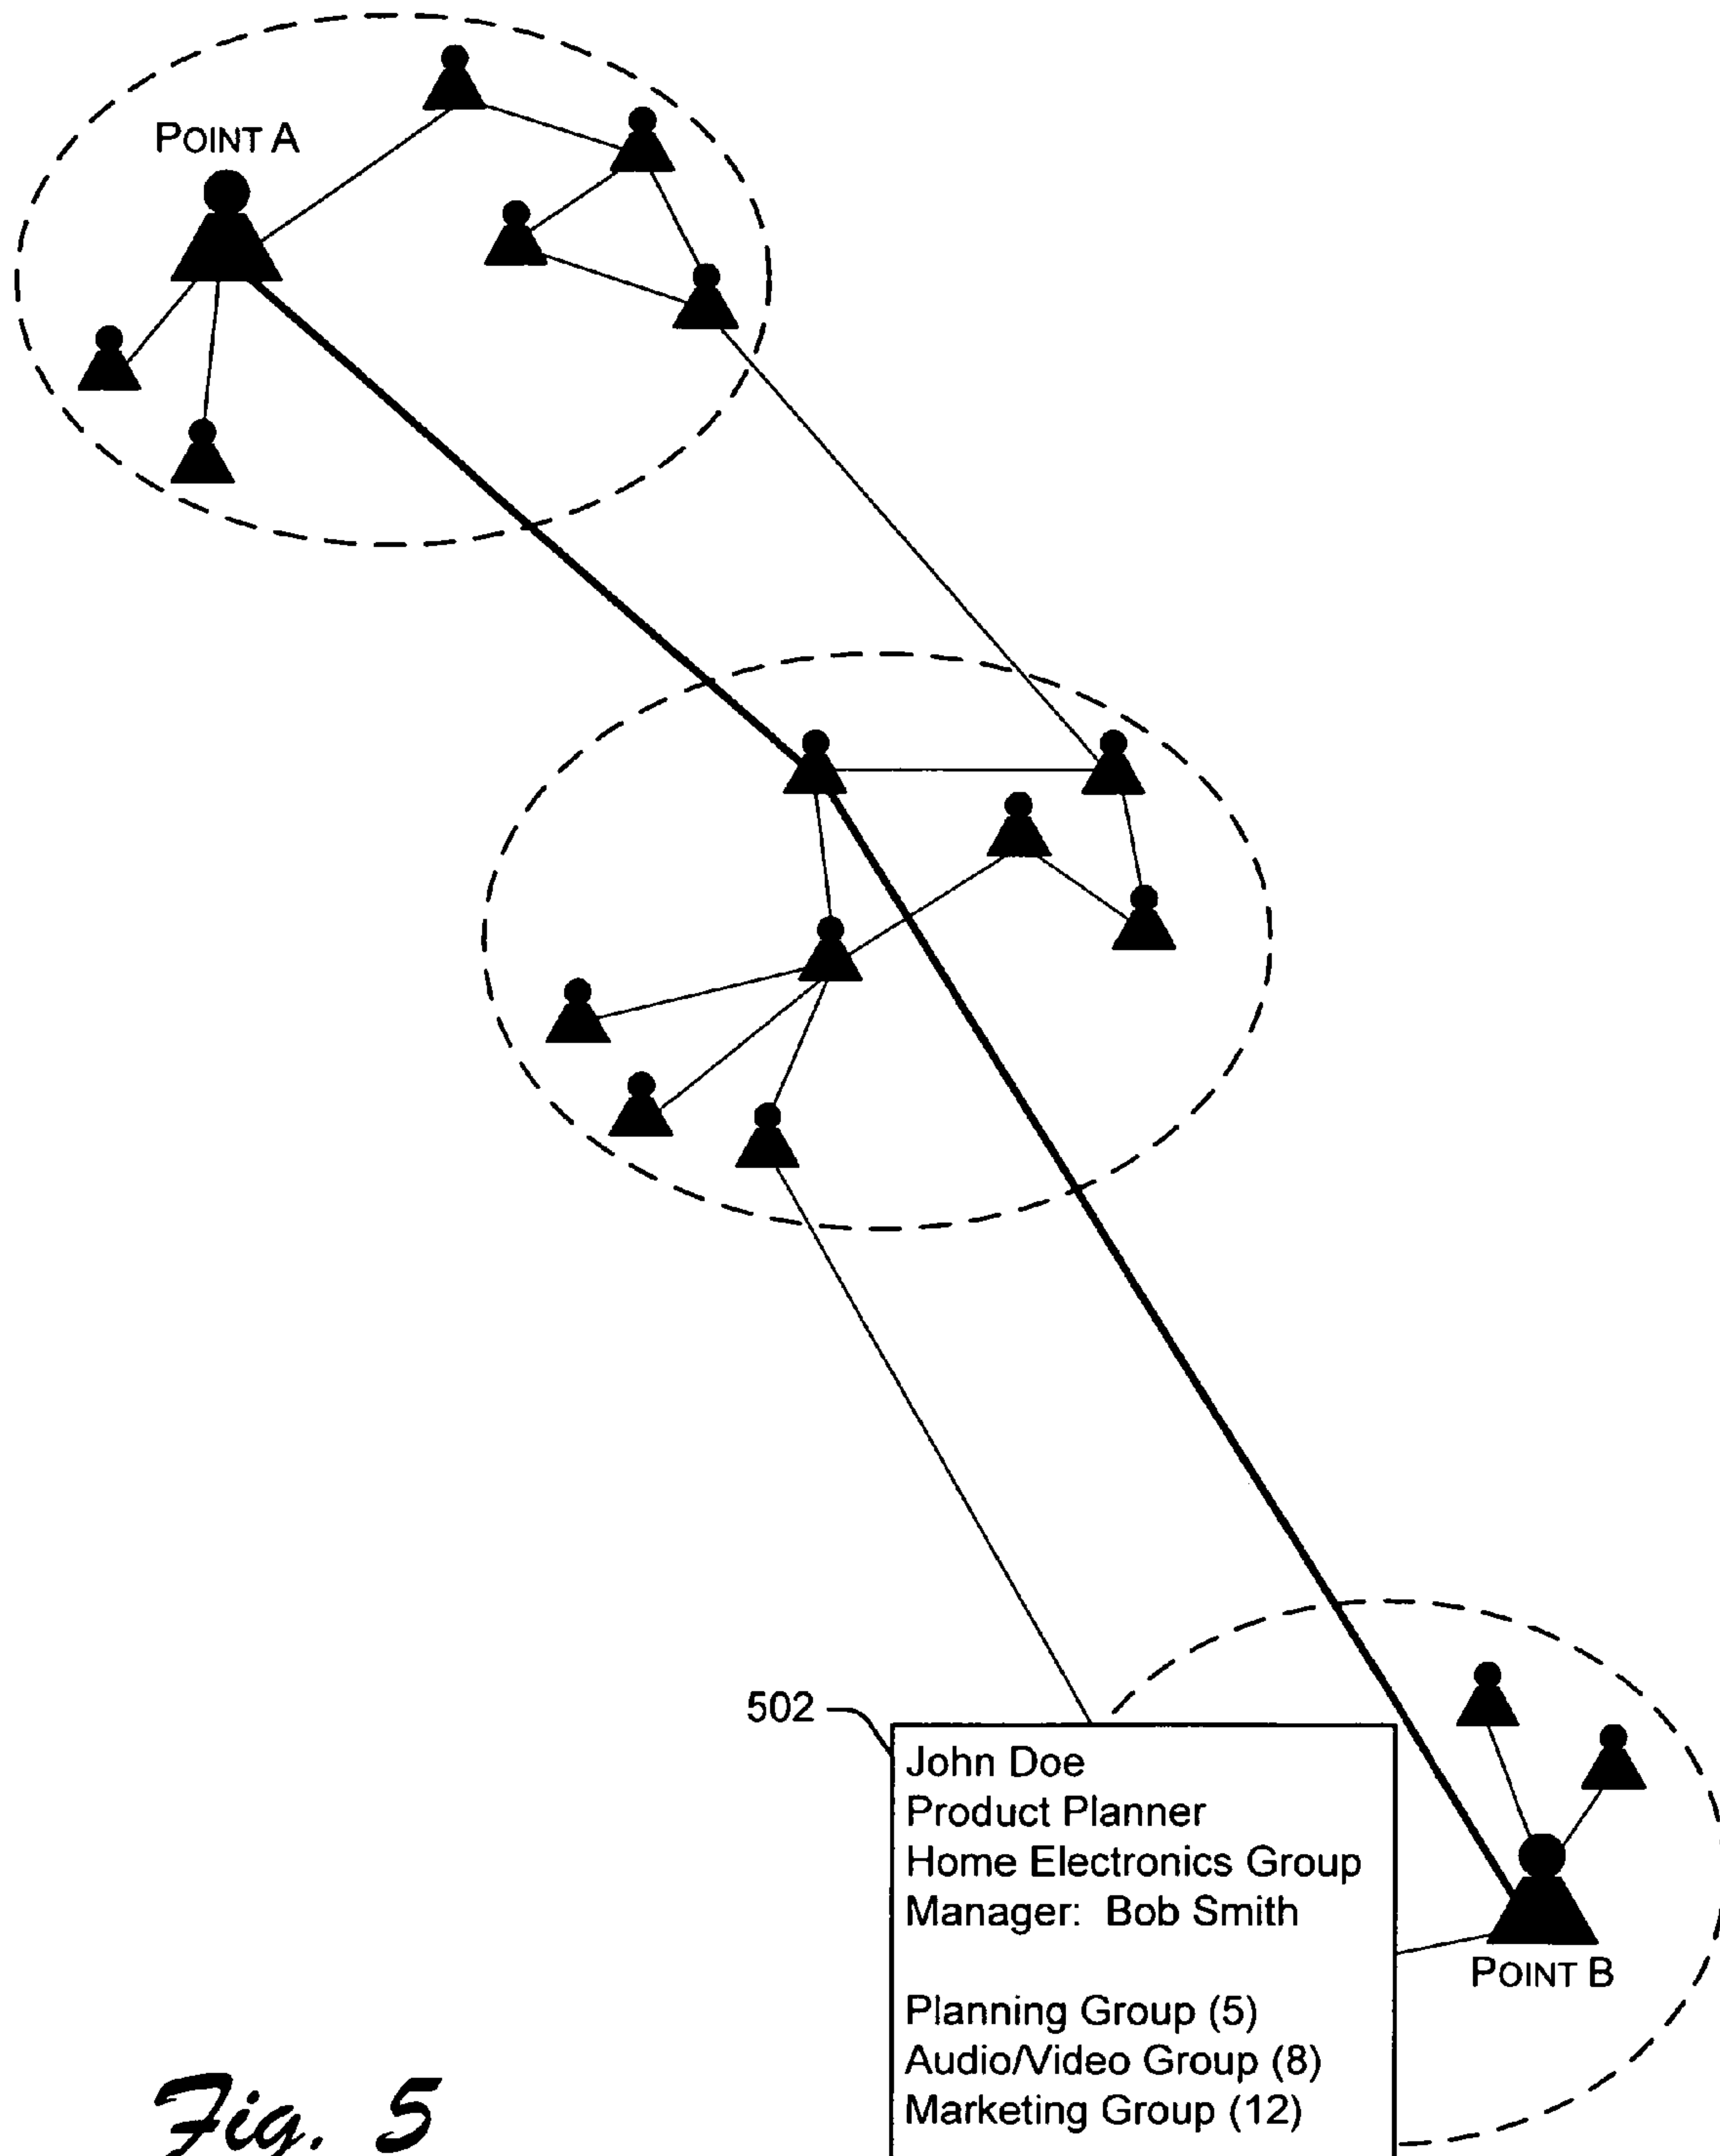 POINT A
502
John Doe
Product Planner
Home Electronics Group
Manager: Bob Smith
Planning Group (5)
Audio/Video Group (8)
Marketing Group (12)
POINT B
Fig. 5